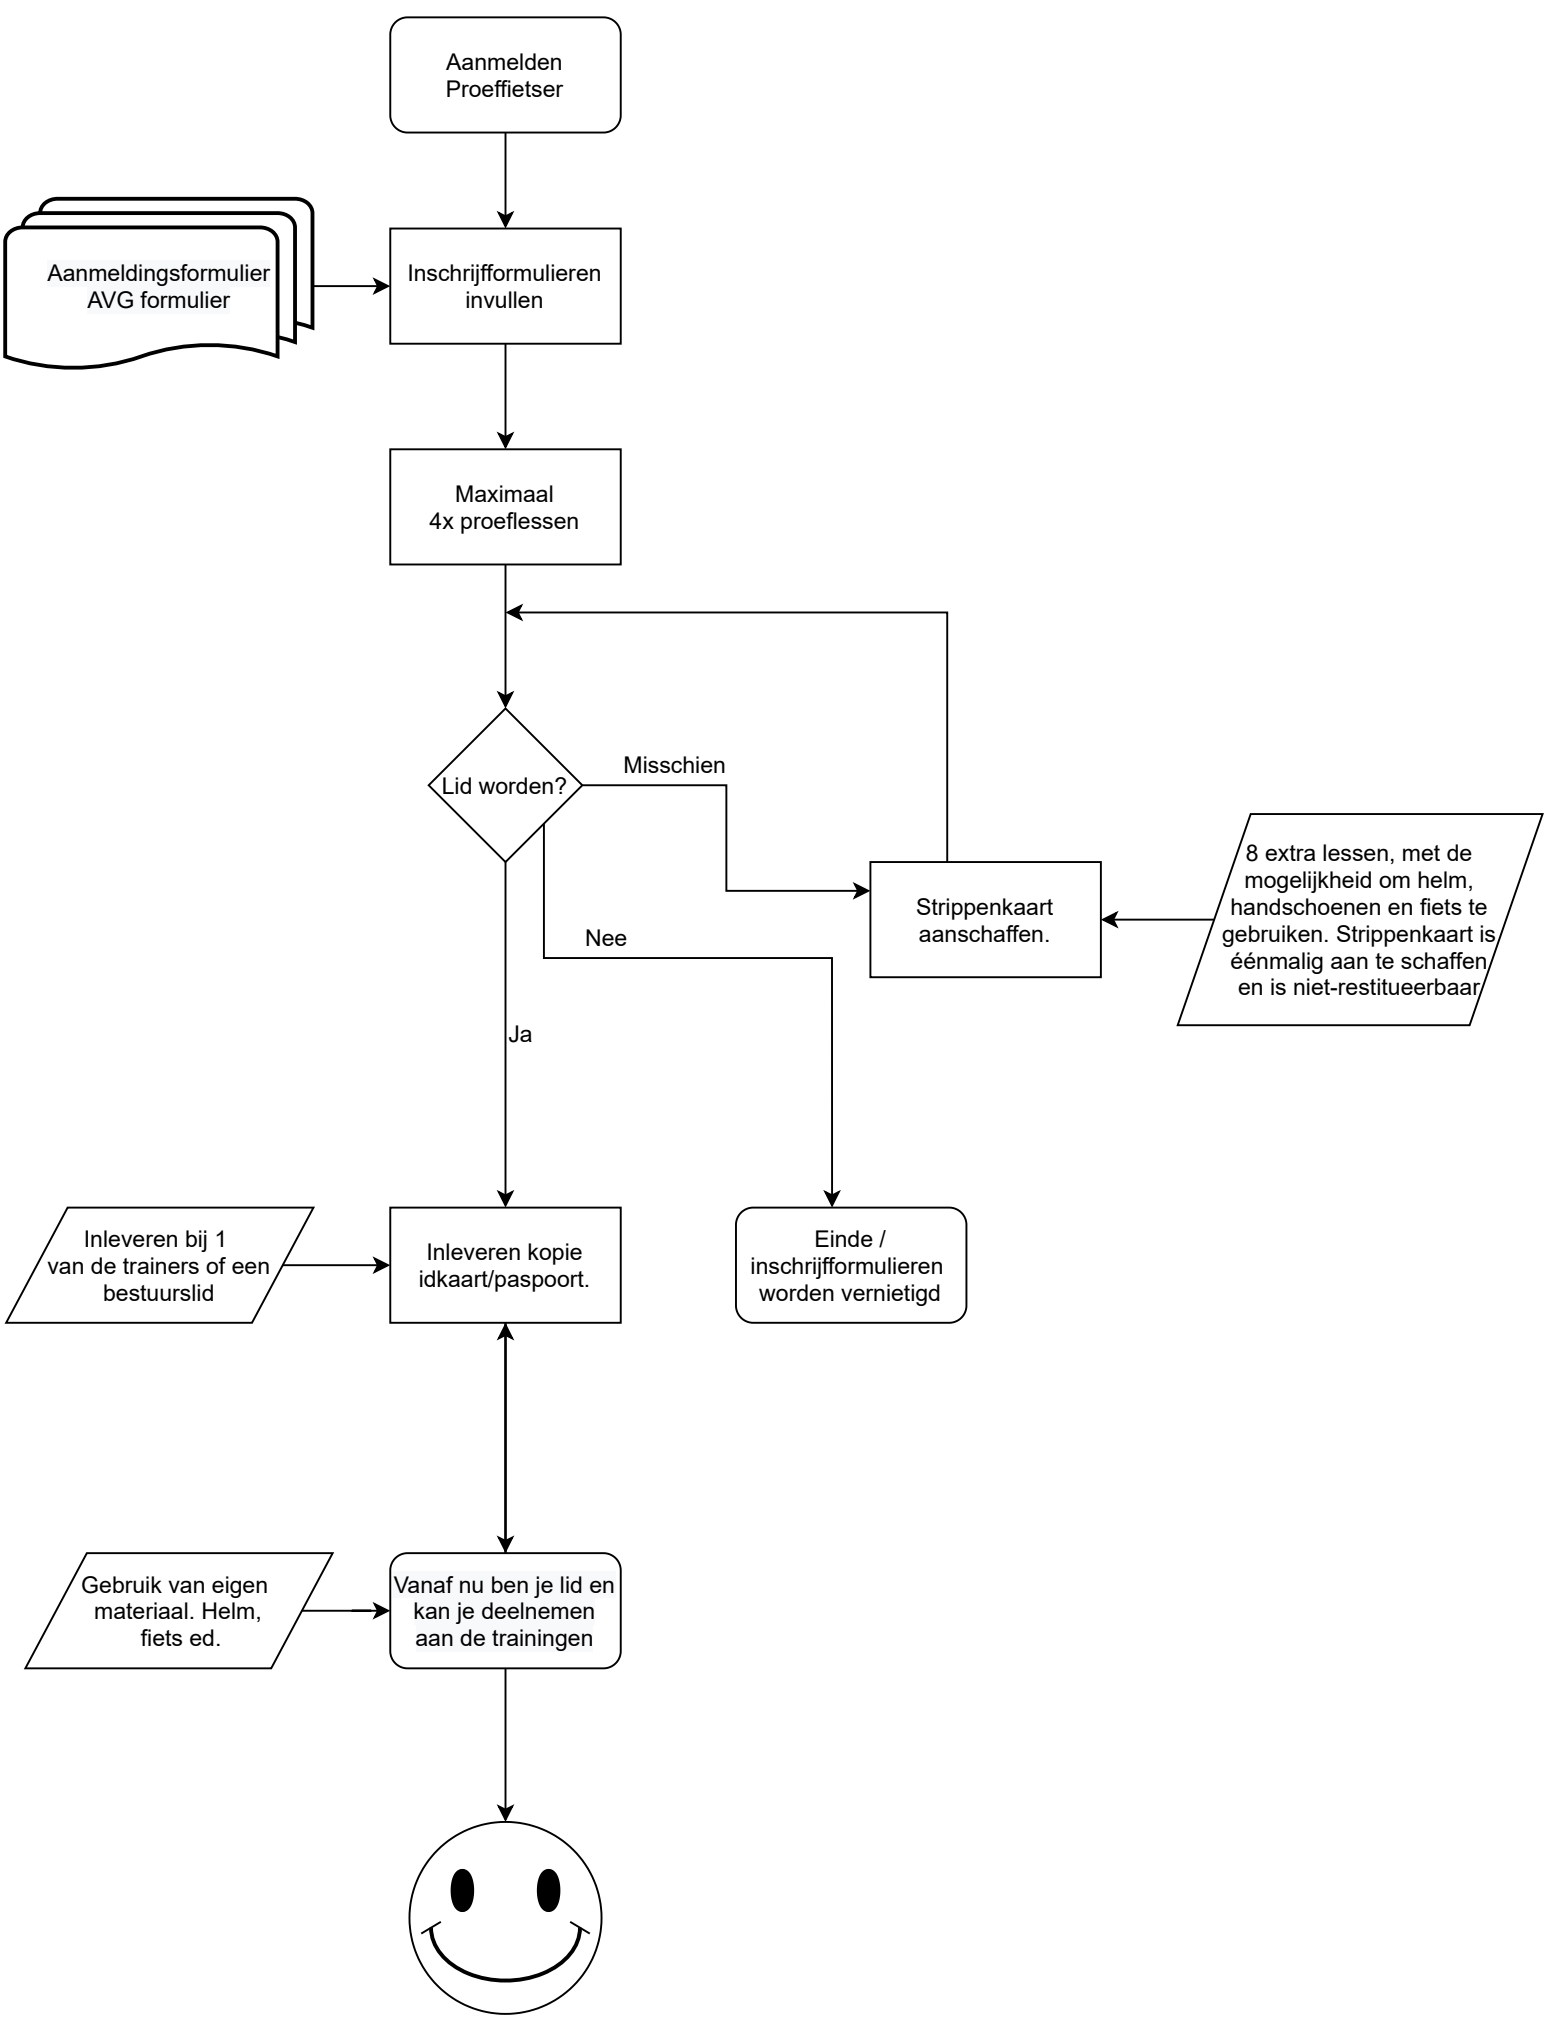 Aanmelden
Proeffietser
Aanmeldingsformulier
AVG formulier
Inschrijfformulieren
invullen
Maximaal
4x proeflessen
Lid worden?
Misschien
Nee
Ja
Strippenkaart
aanschaffen.
8 extra lessen, met de
mogelijkheid om helm,
handschoenen en fiets te
gebruiken. Strippenkaart is
éénmalig aan te schaffen
en is niet-restitueerbaar
Inleveren bij 1
van de trainers of een
bestuurslid
Inleveren kopie
idkaart/paspoort.
Einde /
inschrijfformulieren
worden vernietigd
Gebruik van eigen
materiaal. Helm,
fiets ed.
Vanaf nu ben je lid en
kan je deelnemen
aan de trainingen